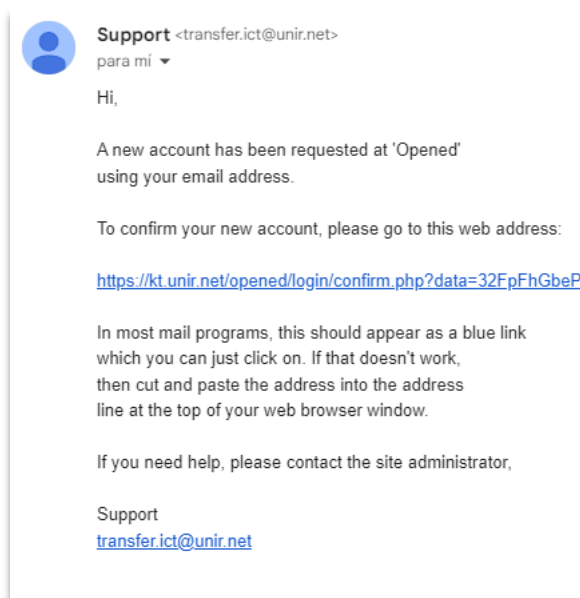 Support <transfer.ict@unir.net>
para mí
Hi,
A new account has been requested at 'Opened'
using your email address.
To confirm your new account, please go to this web address:
https://kt.unir.net/opened/login/confirm.php?data=32FpFhGbeP
In most mail programs, this should appear as a blue link
which you can just click on. If that doesn't work,
then cut and paste the address into the address
line at the top of your web browser window.
If you need help, please contact the site administrator,
Support
transfer.ict@unir.net